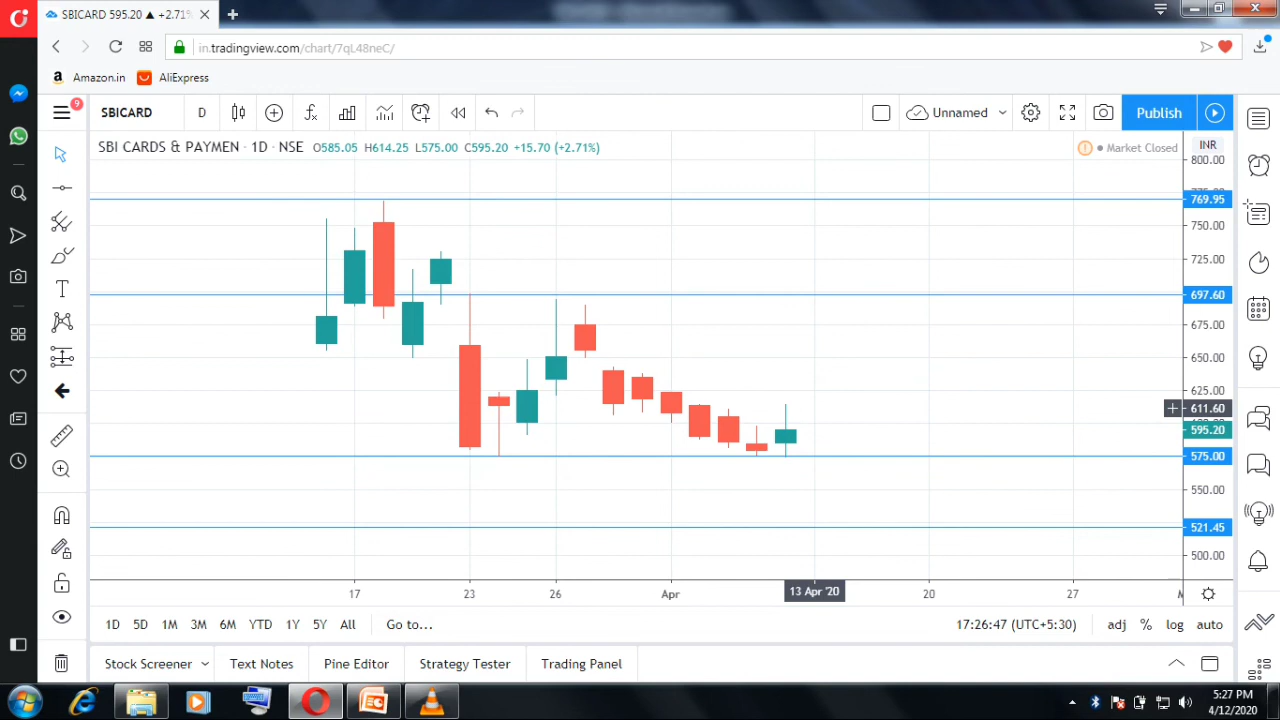 SBICARD 595.20 ▲ +2.71%
in.tradingview.com/chart/7qL48neC/
Amazon.in AliExpress
9
SBICARD D Unnamed Publish
SBI CARDS & PAYMEN · 1D · NSE O585.05 H614.25 L575.00 C595.20 +15.70 (+2.71%) Market Closed INR
800.00
769.95
750.00
725.00
697.60
675.00
650.00
625.00
611.60
595.20
575.00
550.00
521.45
500.00
17 23 26 Apr 13 Apr '20 20 27
1D 5D 1M 3M 6M YTD 1Y 5Y All Go to... 17:26:47 (UTC+5:30) adj % log auto
Stock Screener Text Notes Pine Editor Strategy Tester Trading Panel
5:27 PM
4/12/2020